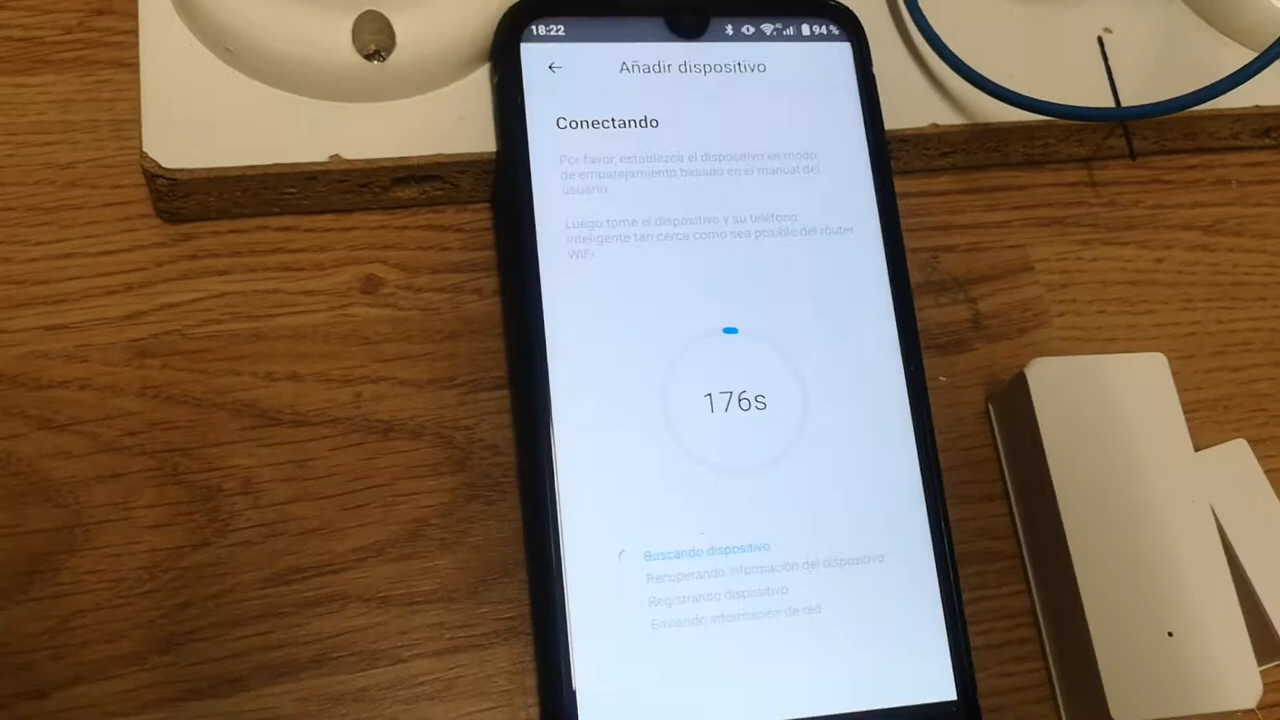 18:22
94%
Añadir dispositivo
Conectando
Por favor, establezca el dispositivo en modo
de emparejamiento basado en el manual del
usuario.
Luego tome el dispositivo y su teléfono
inteligente tan cerca como sea posible del router
WiFi.
176s
Buscando dispositivo
Recuperando información del dispositivo
Registrando dispositivo
Enviando información de red